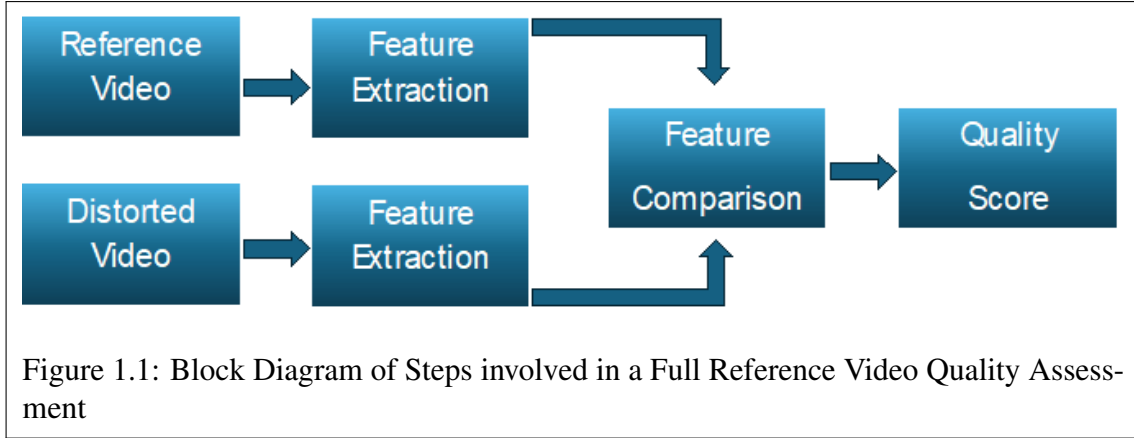 Reference
Video
Feature
Extraction
Feature
Comparison
Quality
Score
Distorted
Video
Feature
Extraction
Figure 1.1: Block Diagram of Steps involved in a Full Reference Video Quality Assess-
ment